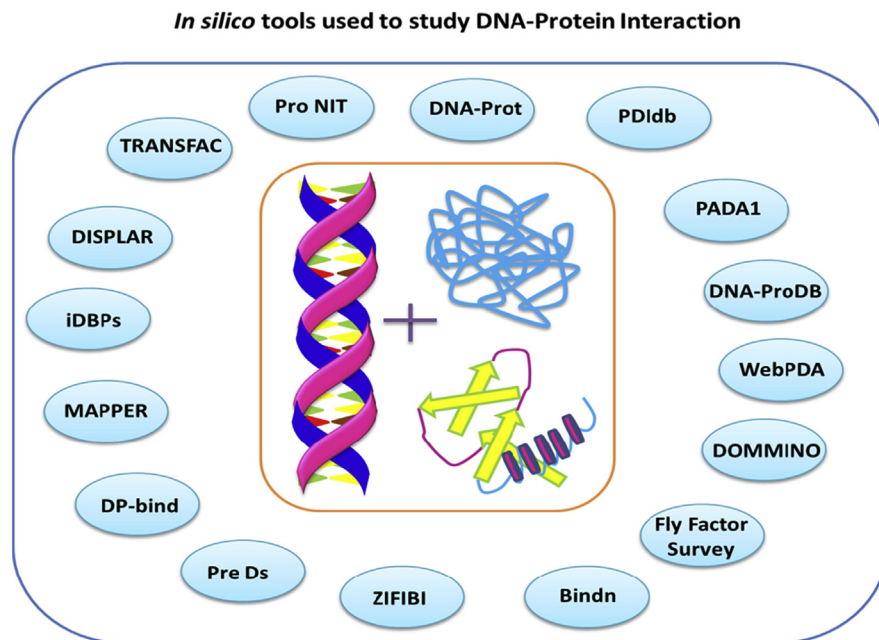 In silico tools used to study DNA-Protein Interaction
Pro NIT
DNA-Prot
PDIdb
TRANSFAC
PADA1
DISPLAR
DNA-ProDB
iDBPs
WebPDA
MAPPER
DOMMINO
DP-bind
Fly Factor
Survey
Pre Ds
ZIFIBI
Bindn